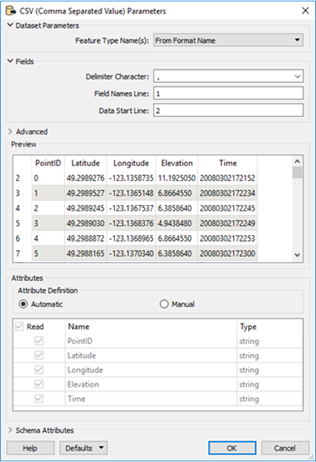 CSV (Comma Separated Value) Parameters
Dataset Parameters
Feature Type Name(s): From Format Name
Fields
Delimiter Character: ,
Field Names Line: 1
Data Start Line: 2
Advanced
Preview
PointID Latitude Longitude Elevation Time
2 0 49.2989276 -123.1358735 11.1925050 20080302172152
3 1 49.2989527 -123.1365148 6.8664550 20080302172234
4 2 49.2989245 -123.1367537 6.3858640 20080302172245
5 3 49.2989030 -123.1368376 4.9438480 20080302172249
6 4 49.2988872 -123.1368965 6.8664550 20080302172253
7 5 49.2988165 -123.1370340 6.3858640 20080302172300
Attributes
Attribute Definition
Automatic Manual
Read Name Type
PointID string
Latitude string
Longitude string
Elevation string
Time string
Schema Attributes
Help Defaults OK Cancel